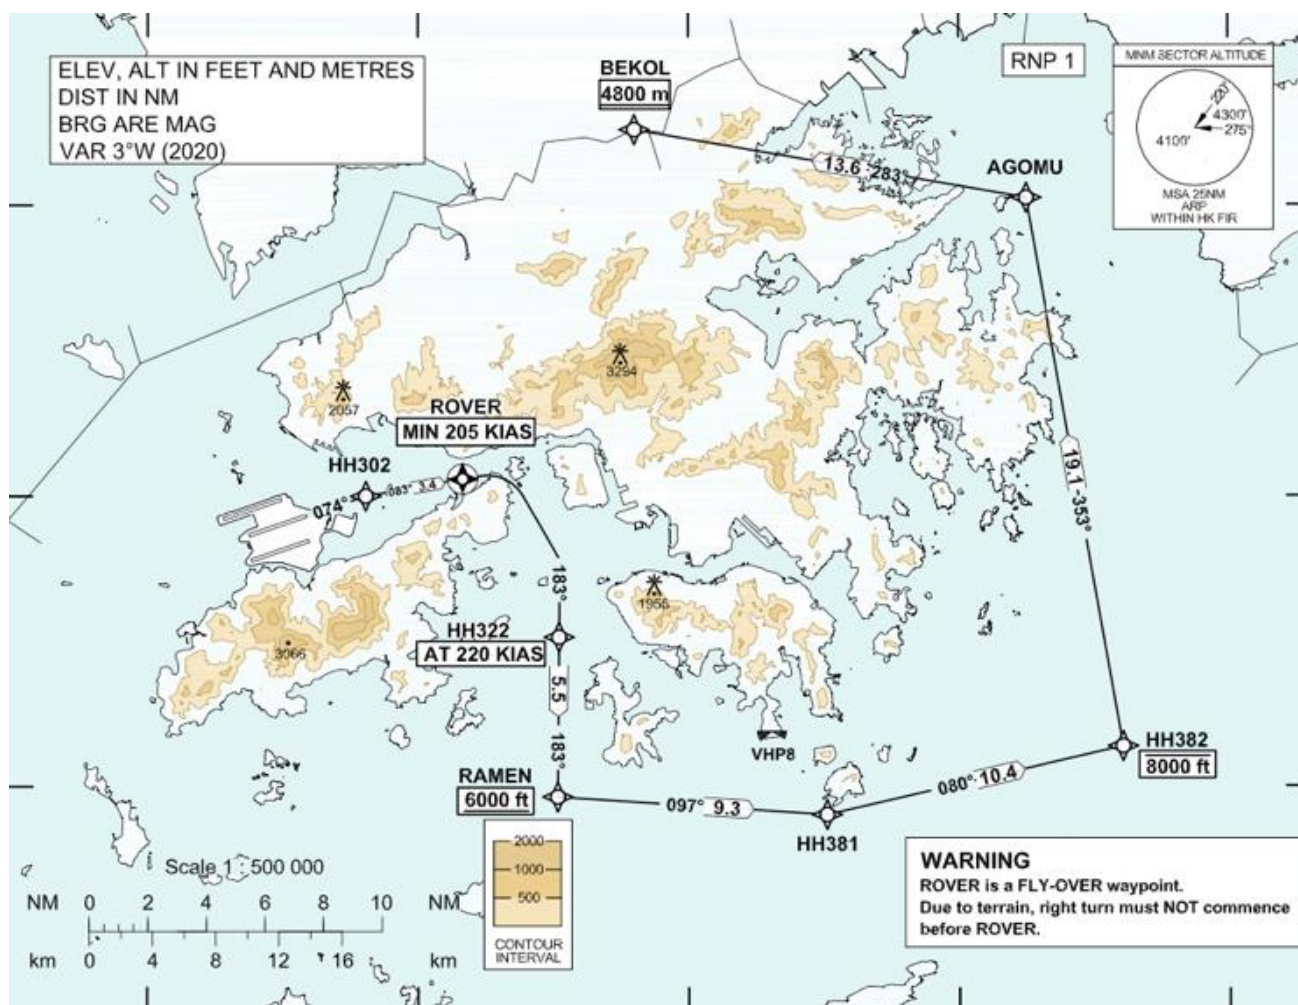 ELEV, ALT IN FEET AND METRES
DIST IN NM
BRG ARE MAG
VAR 3°W (2020)
BEKOL
4800 m
RNP 1
MNM SECTOR ALTITUDE
220°
4300'
275°
4100'
MSA 25NM
ARP
WITHIN HK FIR
13.6 283°
AGOMU
3294
2057
ROVER
MIN 205 KIAS
HH302
074°
083° 3.4
19.1 353°
183°
1956
HH322
AT 220 KIAS
3066
5.5
183°
VHP8
HH382
8000 ft
RAMEN
6000 ft
097° 9.3
080° 10.4
HH381
2000
1000
500
CONTOUR
INTERVAL
Scale 1 : 500 000
NM 0 2 4 6 8 10 NM
km 0 4 8 12 16 km
WARNING
ROVER is a FLY-OVER waypoint.
Due to terrain, right turn must NOT commence
before ROVER.